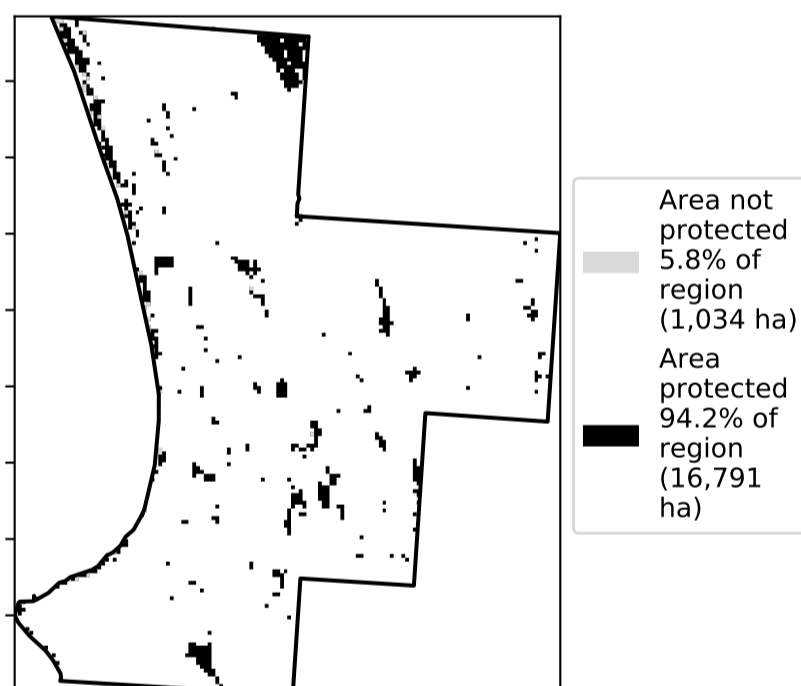 Area not
protected
5.8% of
region
(1,034 ha)
Area
protected
94.2% of
region
(16,791
ha)